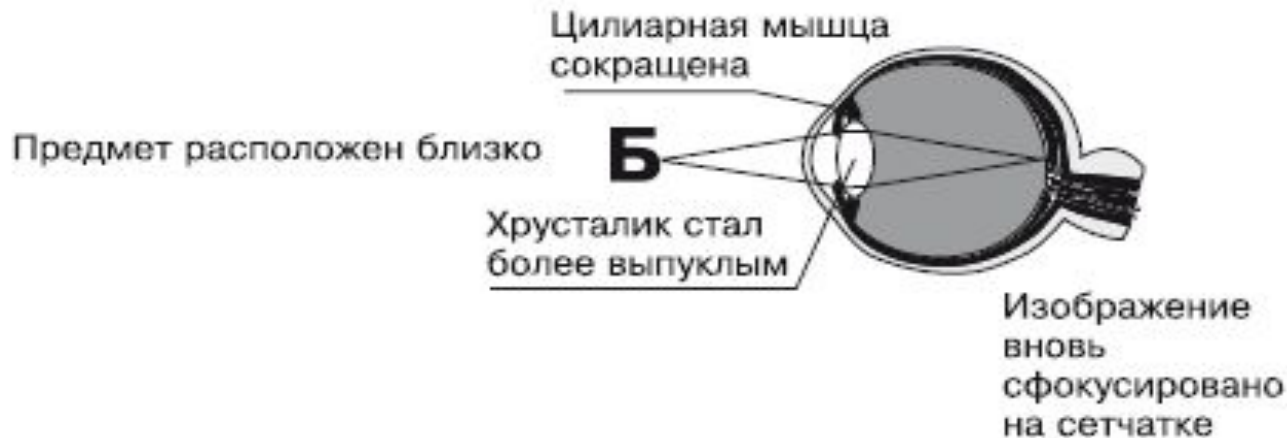 Цилиарная мышца
сокращена
Предмет расположен близко
Б
Хрусталик стал
более выпуклым
Изображение
вновь
сфокусировано
на сетчатке